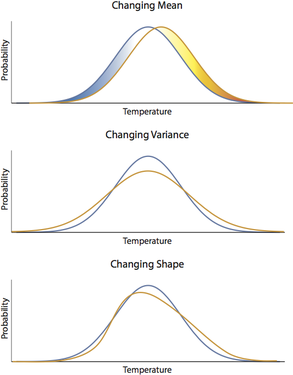 Changing Mean
Probability
Temperature
Changing Variance
Probability
Temperature
Changing Shape
Probability
Temperature